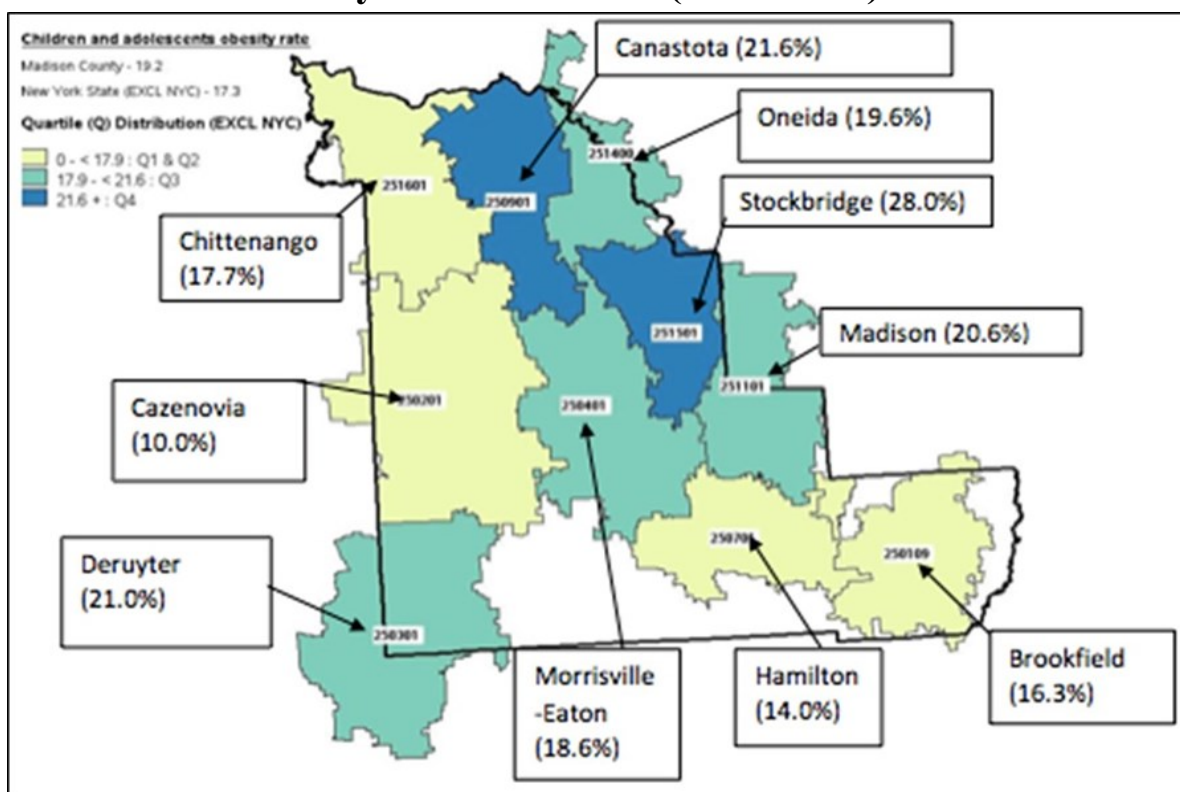 Children and adolescents obesity rate
Madison County - 19.2
New York State (EXCL NYC) - 17.3
Quartile (Q) Distribution (EXCL NYC)
0 - < 17.9 : Q1 & Q2
17.9 - < 21.6 : Q3
21.6 + : Q4
Canastota (21.6%)
Oneida (19.6%)
251400
Stockbridge (28.0%)
251601
250901
Chittenango
(17.7%)
Madison (20.6%)
251501
251101
Cazenovia
(10.0%)
250201
250401
Deruyter
(21.0%)
250301
250109
Morrisville
-Eaton
(18.6%)
Hamilton
(14.0%)
Brookfield
(16.3%)